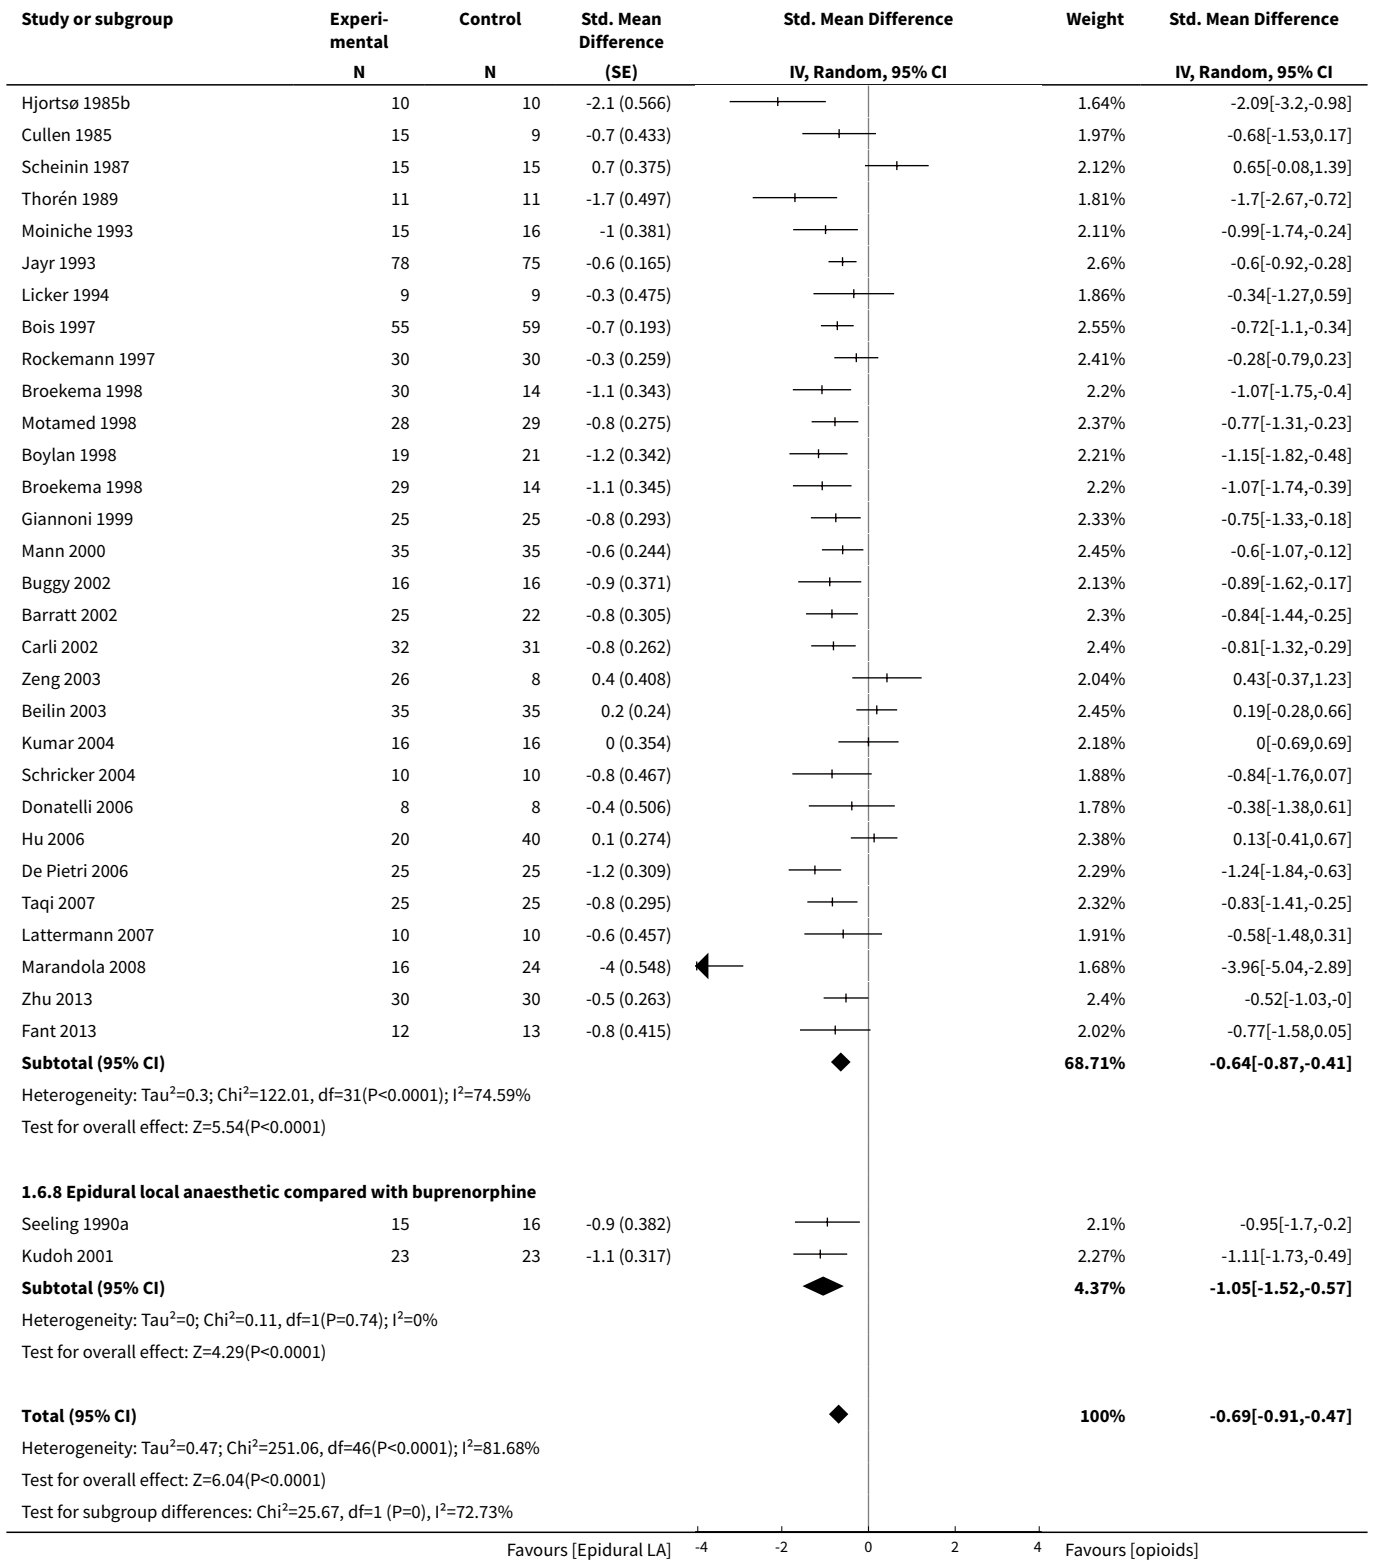 Study or subgroup Experi- Control Std. Mean Std. Mean Difference Weight Std. Mean Difference
mental Difference
N N (SE) IV, Random, 95% CI IV, Random, 95% CI
Hjortsø 1985b 10 10 -2.1 (0.566) 1.64% -2.09[-3.2,-0.98]
Cullen 1985 15 9 -0.7 (0.433) 1.97% -0.68[-1.53,0.17]
Scheinin 1987 15 15 0.7 (0.375) 2.12% 0.65[-0.08,1.39]
Thorén 1989 11 11 -1.7 (0.497) 1.81% -1.7[-2.67,-0.72]
Moiniche 1993 15 16 -1 (0.381) 2.11% -0.99[-1.74,-0.24]
Jayr 1993 78 75 -0.6 (0.165) 2.6% -0.6[-0.92,-0.28]
Licker 1994 9 9 -0.3 (0.475) 1.86% -0.34[-1.27,0.59]
Bois 1997 55 59 -0.7 (0.193) 2.55% -0.72[-1.1,-0.34]
Rockemann 1997 30 30 -0.3 (0.259) 2.41% -0.28[-0.79,0.23]
Broekema 1998 30 14 -1.1 (0.343) 2.2% -1.07[-1.75,-0.4]
Motamed 1998 28 29 -0.8 (0.275) 2.37% -0.77[-1.31,-0.23]
Boylan 1998 19 21 -1.2 (0.342) 2.21% -1.15[-1.82,-0.48]
Broekema 1998 29 14 -1.1 (0.345) 2.2% -1.07[-1.74,-0.39]
Giannoni 1999 25 25 -0.8 (0.293) 2.33% -0.75[-1.33,-0.18]
Mann 2000 35 35 -0.6 (0.244) 2.45% -0.6[-1.07,-0.12]
Buggy 2002 16 16 -0.9 (0.371) 2.13% -0.89[-1.62,-0.17]
Barratt 2002 25 22 -0.8 (0.305) 2.3% -0.84[-1.44,-0.25]
Carli 2002 32 31 -0.8 (0.262) 2.4% -0.81[-1.32,-0.29]
Zeng 2003 26 8 0.4 (0.408) 2.04% 0.43[-0.37,1.23]
Beilin 2003 35 35 0.2 (0.24) 2.45% 0.19[-0.28,0.66]
Kumar 2004 16 16 0 (0.354) 2.18% 0[-0.69,0.69]
Schricker 2004 10 10 -0.8 (0.467) 1.88% -0.84[-1.76,0.07]
Donatelli 2006 8 8 -0.4 (0.506) 1.78% -0.38[-1.38,0.61]
Hu 2006 20 40 0.1 (0.274) 2.38% 0.13[-0.41,0.67]
De Pietri 2006 25 25 -1.2 (0.309) 2.29% -1.24[-1.84,-0.63]
Taqi 2007 25 25 -0.8 (0.295) 2.32% -0.83[-1.41,-0.25]
Lattermann 2007 10 10 -0.6 (0.457) 1.91% -0.58[-1.48,0.31]
Marandola 2008 16 24 -4 (0.548) 1.68% -3.96[-5.04,-2.89]
Zhu 2013 30 30 -0.5 (0.263) 2.4% -0.52[-1.03,-0]
Fant 2013 12 13 -0.8 (0.415) 2.02% -0.77[-1.58,0.05]
Subtotal (95% CI) 68.71% -0.64[-0.87,-0.41]
Heterogeneity: Tau²=0.3; Chi²=122.01, df=31(P<0.0001); I²=74.59%
Test for overall effect: Z=5.54(P<0.0001)
1.6.8 Epidural local anaesthetic compared with buprenorphine
Seeling 1990a 15 16 -0.9 (0.382) 2.1% -0.95[-1.7,-0.2]
Kudoh 2001 23 23 -1.1 (0.317) 2.27% -1.11[-1.73,-0.49]
Subtotal (95% CI) 4.37% -1.05[-1.52,-0.57]
Heterogeneity: Tau²=0; Chi²=0.11, df=1(P=0.74); I²=0%
Test for overall effect: Z=4.29(P<0.0001)
Total (95% CI) 100% -0.69[-0.91,-0.47]
Heterogeneity: Tau²=0.47; Chi²=251.06, df=46(P<0.0001); I²=81.68%
Test for overall effect: Z=6.04(P<0.0001)
Test for subgroup differences: Chi²=25.67, df=1 (P=0), I²=72.73%
Favours [Epidural LA] -4 -2 0 2 4 Favours [opioids]